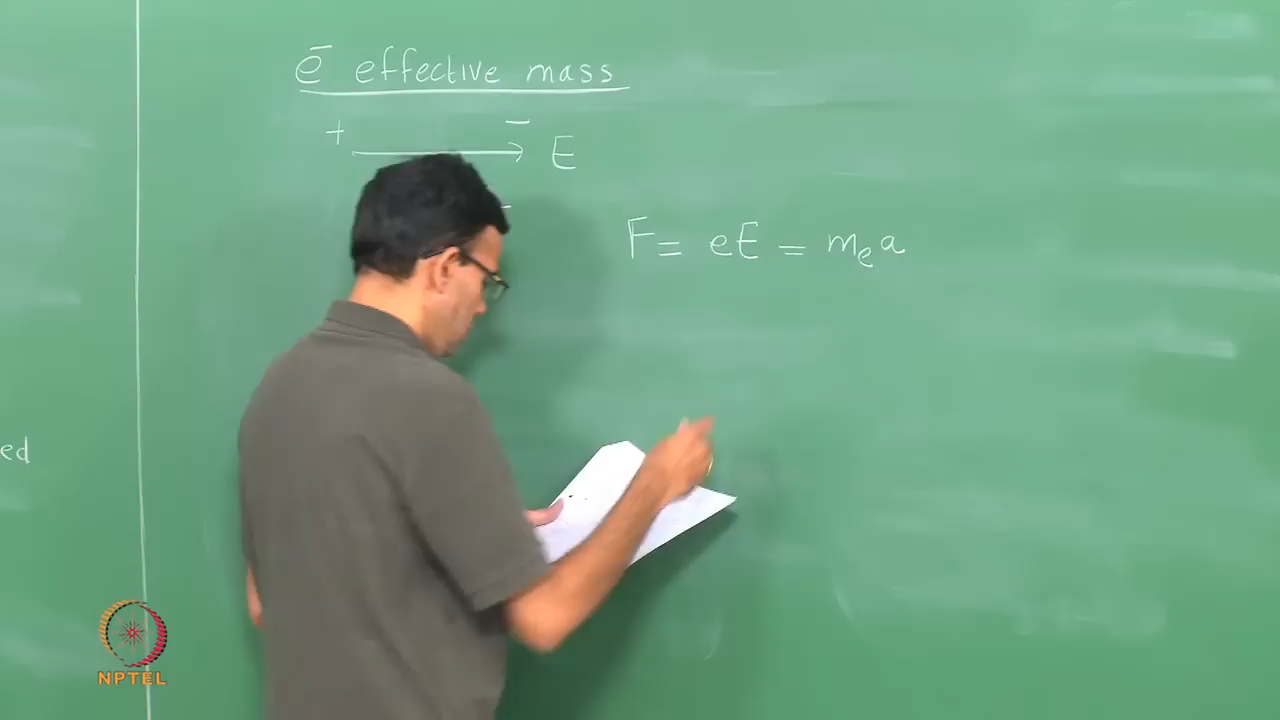 e⁻ effective mass
+ −
→ E
−
F = eE = mₑa
ed
NPTEL